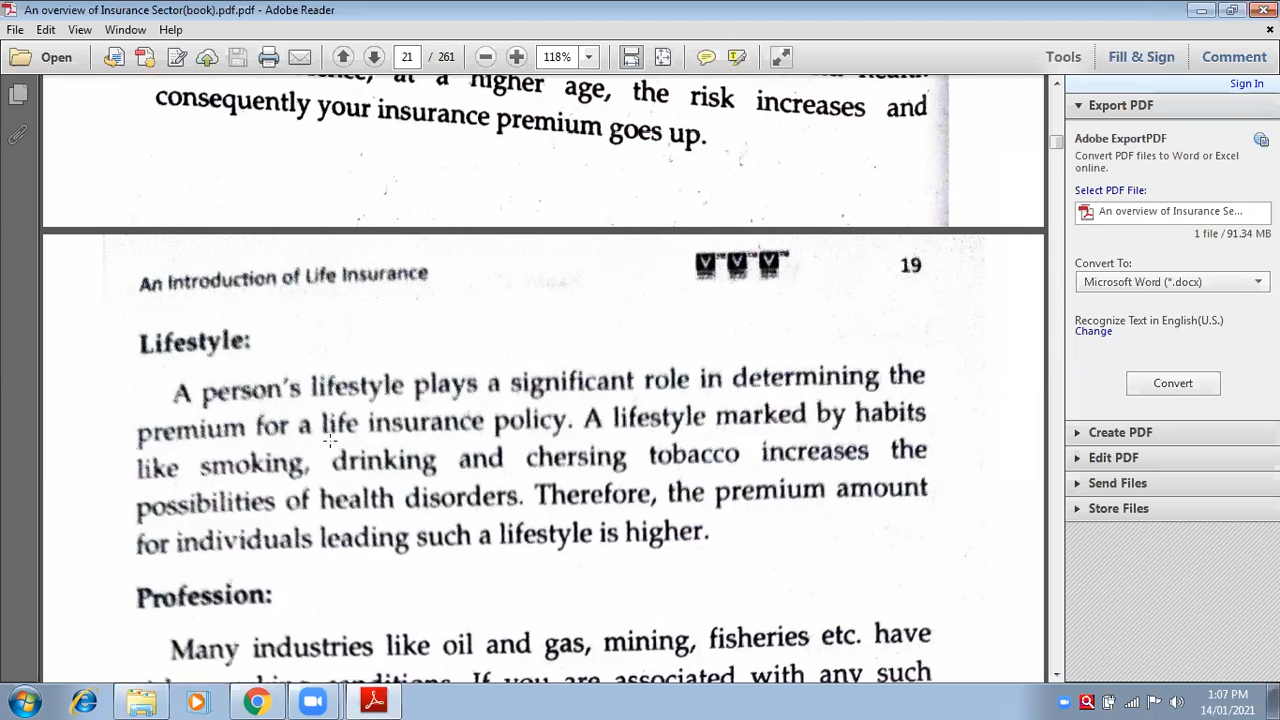 An overview of Insurance Sector(book).pdf.pdf - Adobe Reader
File Edit View Window Help
Open 21 / 261 118% Tools Fill & Sign Comment
at a higher age, the risk increases and
consequently your insurance premium goes up.
An Introduction of Life Insurance 19
Lifestyle:
A person's lifestyle plays a significant role in determining the
premium for a life insurance policy. A lifestyle marked by habits
like smoking, drinking and chersing tobacco increases the
possibilities of health disorders. Therefore, the premium amount
for individuals leading such a lifestyle is higher.
Profession:
Many industries like oil and gas, mining, fisheries etc. have
If you are associated with any such
Sign In
Export PDF
Adobe ExportPDF
Convert PDF files to Word or Excel
online.
Select PDF File:
An overview of Insurance Se...
1 file / 91.34 MB
Convert To:
Microsoft Word (*.docx)
Recognize Text in English(U.S.)
Change
Convert
Create PDF
Edit PDF
Send Files
Store Files
1:07 PM
14/01/2021